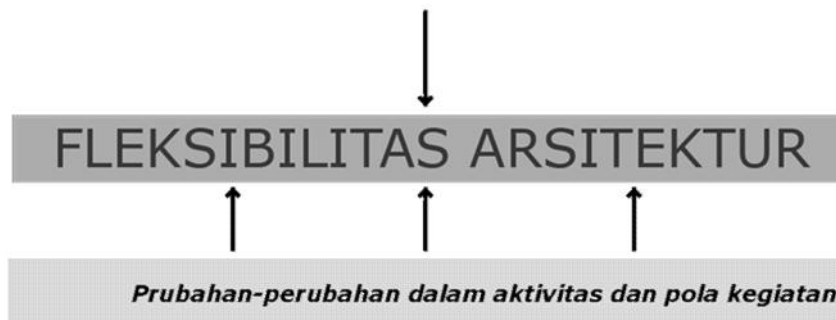 FLEKSIBILITAS ARSITEKTUR
Prubahan-perubahan dalam aktivitas dan pola kegiatan